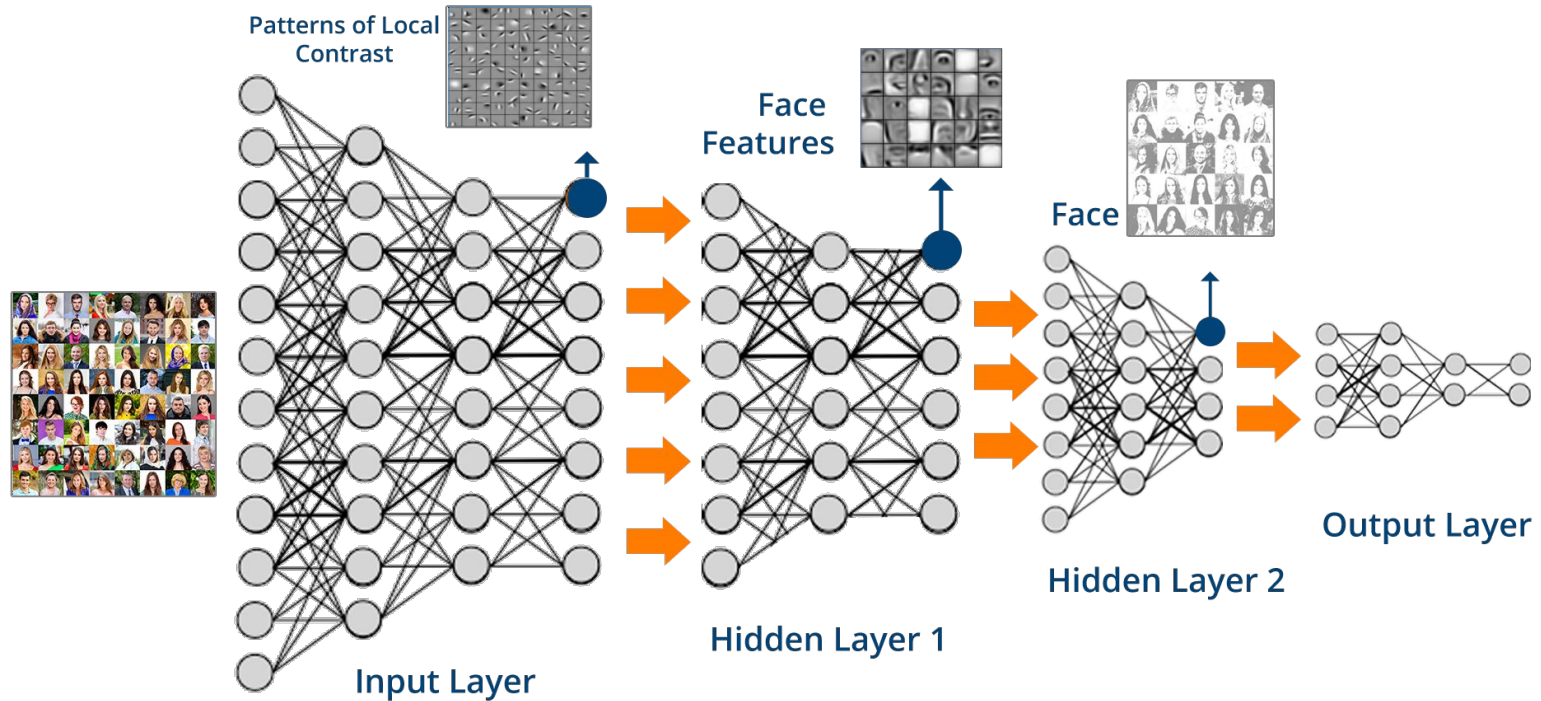 Patterns of Local
Contrast
Face
Features
Face
Input Layer
Hidden Layer 1
Hidden Layer 2
Output Layer